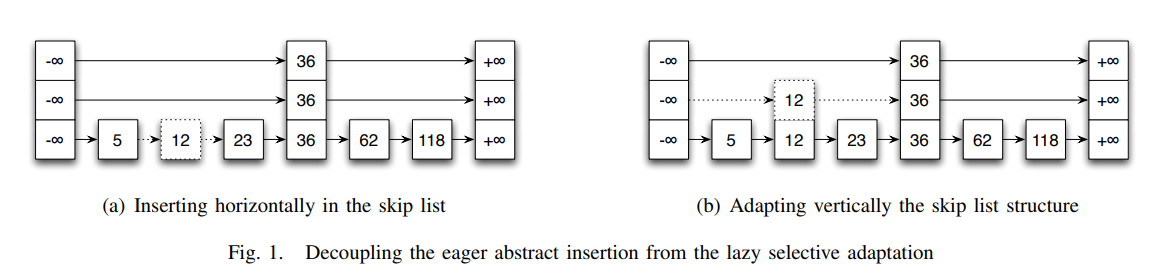 -∞ 36 +∞ -∞ 36 +∞
-∞ 36 +∞ -∞ 12 36 +∞
-∞ 5 12 23 36 62 118 +∞ -∞ 5 12 23 36 62 118 +∞
(a) Inserting horizontally in the skip list (b) Adapting vertically the skip list structure
Fig. 1. Decoupling the eager abstract insertion from the lazy selective adaptation